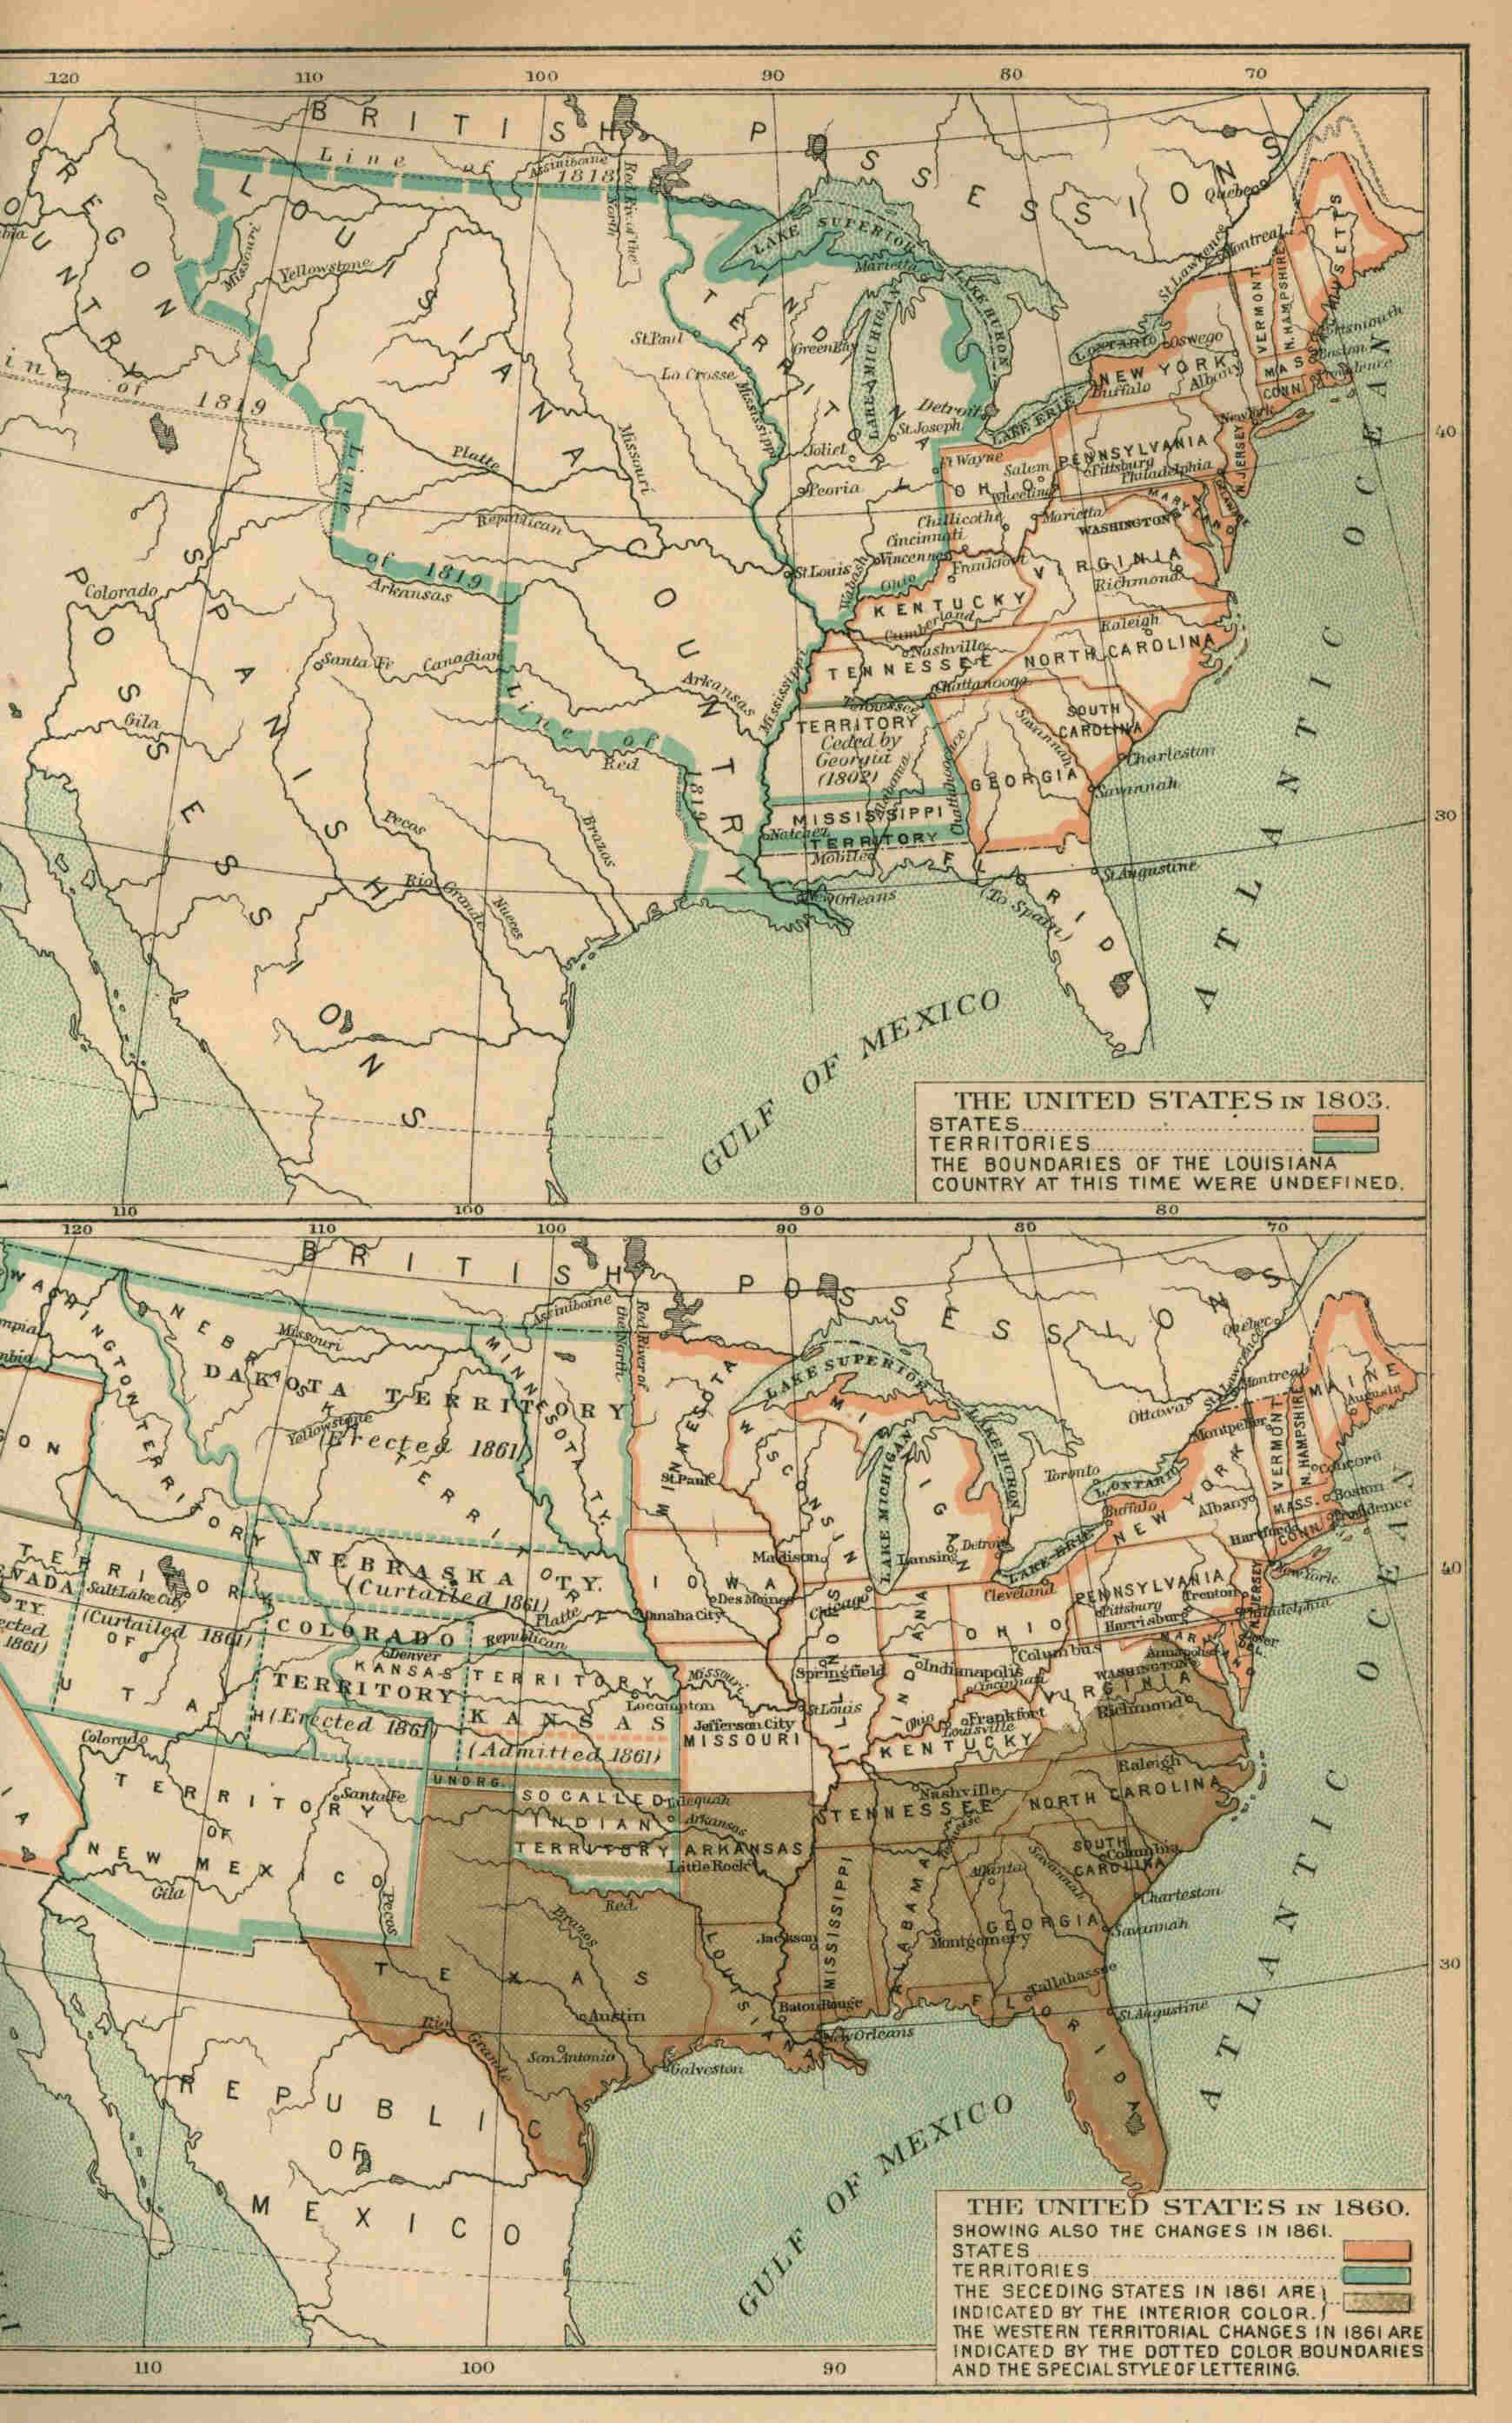 120 110 100 90 80 70
BRITISH POSSESSIONS
OREGON
COUNTRY
Line of 1818
Assiniboine
Red Riv. of the North
Quebec
Montreal
St. Lawrence
LOUISIANA
COUNTRY
Missouri
Yellowstone
LAKE SUPERIOR
Marietta
LAKE HURON
LAKE MICHIGAN
INDIANA
TERRITORY
St. Paul
Green Bay
La Crosse
Mississippi
L. ONTARIO
Oswego
VERMONT
N. HAMPSHIRE
Portsmouth
Boston
MASS
Providence
CONN.
NEW YORK
Buffalo
Albany
New York
LAKE ERIE
Detroit
St. Joseph
Joliet
Peoria
Ft Wayne
Salem
PENNSYLVANIA
Pittsburg
Philadelphia
N. JERSEY
OHIO
Wheeling
MARYLAND
WASHINGTON
Chillicothe
Marietta
Cincinnati
Vincennes
Frankfort
VIRGINIA
Richmond
St Louis
Wabash
Ohio
KENTUCKY
Cumberland
Raleigh
Nashville
TENNESSEE
NORTH CAROLINA
Chattanooga
Tennessee
Line of 1819
Platte
Missouri
Republican
Line of 1819
Arkansas
Colorado
SPANISH
POSSESSIONS
Santa Fe
Canadian
Arkansas
Mississippi
Gila
Line of 1819
Red
TERRITORY
Ceded by
Georgia
(1802)
Alabama
Chattahoochee
Savannah
SOUTH
CAROLINA
Charleston
GEORGIA
Savannah
MISSISSIPPI
TERRITORY
Natchez
Mobile
Pecos
Brazos
Rio Grande
Nueces
N. Orleans
FLORIDA
(To Spain)
St. Augustine
40
30
ATLANTIC OCEAN
GULF OF MEXICO
THE UNITED STATES IN 1803.
STATES
TERRITORIES
THE BOUNDARIES OF THE LOUISIANA
COUNTRY AT THIS TIME WERE UNDEFINED.
110 100 90 80
120 110 100 90 80 70
BRITISH POSSESSIONS
WASHINGTON TERRITORY
NEBRASKA TERRITORY
Missouri
Assiniboine
Red River of the North
DAKOTA TERRITORY
(Erected 1861)
Yellowstone
MINNESOTA TY.
MINNESOTA
St. Paul
LAKE SUPERIOR
MICHIGAN
WISCONSIN
LAKE MICHIGAN
LAKE HURON
Quebec
St. Lawrence
Montreal
Ottawa
Montpelier
MAINE
Augusta
VERMONT
N. HAMPSHIRE
Concord
Toronto
L. ONTARIO
Buffalo
NEW YORK
Albany
MASS.
Boston
Hartford
CONN.
Providence
New York
Madison
Lansing
Detroit
LAKE ERIE
Cleveland
PENNSYLVANIA
Pittsburg
Harrisburg
Trenton
N. JERSEY
Philadelphia
Dover
IOWA
Des Moines
Omaha City
Chicago
ILLINOIS
INDIANA
OHIO
Columbus
Springfield
Indianapolis
Cincinnati
MARYLAND
Annapolis
WASHINGTON
VIRGINIA
Richmond
NEBRASKA TY.
(Curtailed 1861)
Platte
Republican
NEVADA
TY.
TERRITORY
OF
UTAH
Salt Lake City
(Curtailed 1861)
COLORADO
TERRITORY
(Erected 1861)
Denver
KANSAS TERRITORY
Lecompton
KANSAS
(Admitted 1861)
Missouri
Jefferson City
MISSOURI
St Louis
Ohio
Frankfort
Louisville
KENTUCKY
Colorado
TERRITORY
OF
NEW MEXICO
Santa Fe
Gila
Pecos
UNORG.
SO CALLED
INDIAN
TERRITORY
Arkansas
ARKANSAS
Little Rock
Red
Nashville
TENNESSEE
Tennessee
Raleigh
NORTH CAROLINA
SOUTH
CAROLINA
Columbia
Charleston
Atlanta
Savannah
GEORGIA
Savannah
Montgomery
ALABAMA
MISSISSIPPI
Jackson
LOUISIANA
Baton Rouge
New Orleans
Tallahassee
FLORIDA
St. Augustine
TEXAS
Brazos
Austin
San Antonio
Galveston
Rio Grande
REPUBLIC
OF
MEXICO
40
30
ATLANTIC OCEAN
GULF OF MEXICO
THE UNITED STATES IN 1860.
SHOWING ALSO THE CHANGES IN 1861.
STATES
TERRITORIES
THE SECEDING STATES IN 1861 ARE
INDICATED BY THE INTERIOR COLOR.
THE WESTERN TERRITORIAL CHANGES IN 1861 ARE
INDICATED BY THE DOTTED COLOR BOUNDARIES
AND THE SPECIAL STYLE OF LETTERING.
110 100 90